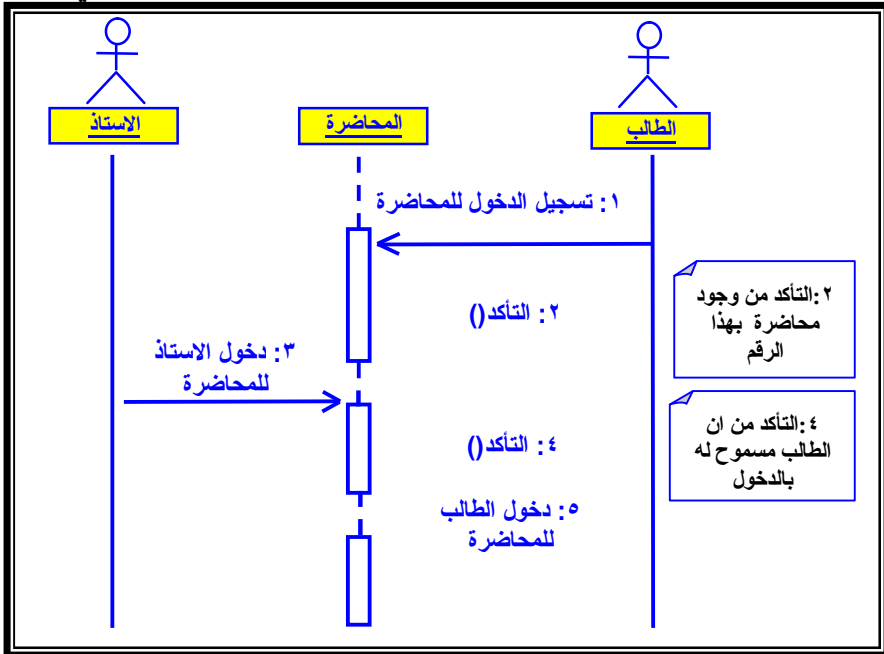 الطالب
المحاضرة
الاستاذ
١: تسجيل الدخول للمحاضرة
٢:التأكد من وجود
محاضرة بهذا
الرقم
٢: التأكد()
٣: دخول الاستاذ
للمحاضرة
٤:التأكد من ان
الطالب مسموح له
بالدخول
٤: التأكد()
٥: دخول الطالب
للمحاضرة